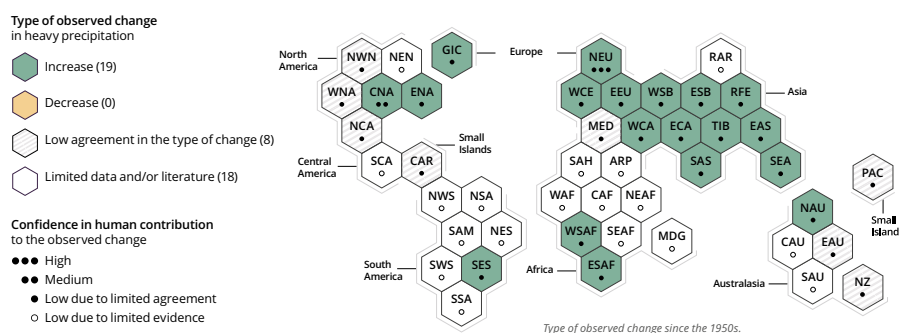 Type of observed change
in heavy precipitation
Increase (19)
Decrease (0)
Low agreement in the type of change (8)
Limited data and/or literature (18)
Confidence in human contribution
to the observed change
High
Medium
Low due to limited agreement
Low due to limited evidence
North
America
NWN
NEN
GIC
WNA
CNA
ENA
NCA
Small
Islands
Central
America
SCA
CAR
NWS
NSA
SAM
NES
South
America
SWS
SES
SSA
Europe
NEU
RAR
WCE
EEU
WSB
ESB
RFE
Asia
MED
WCA
ECA
TIB
EAS
SAH
ARP
SAS
SEA
WAF
CAF
NEAF
WSAF
SEAF
MDG
Africa
ESAF
PAC
Small
Island
NAU
CAU
EAU
Australasia
SAU
NZ
Type of observed change since the 1950s.